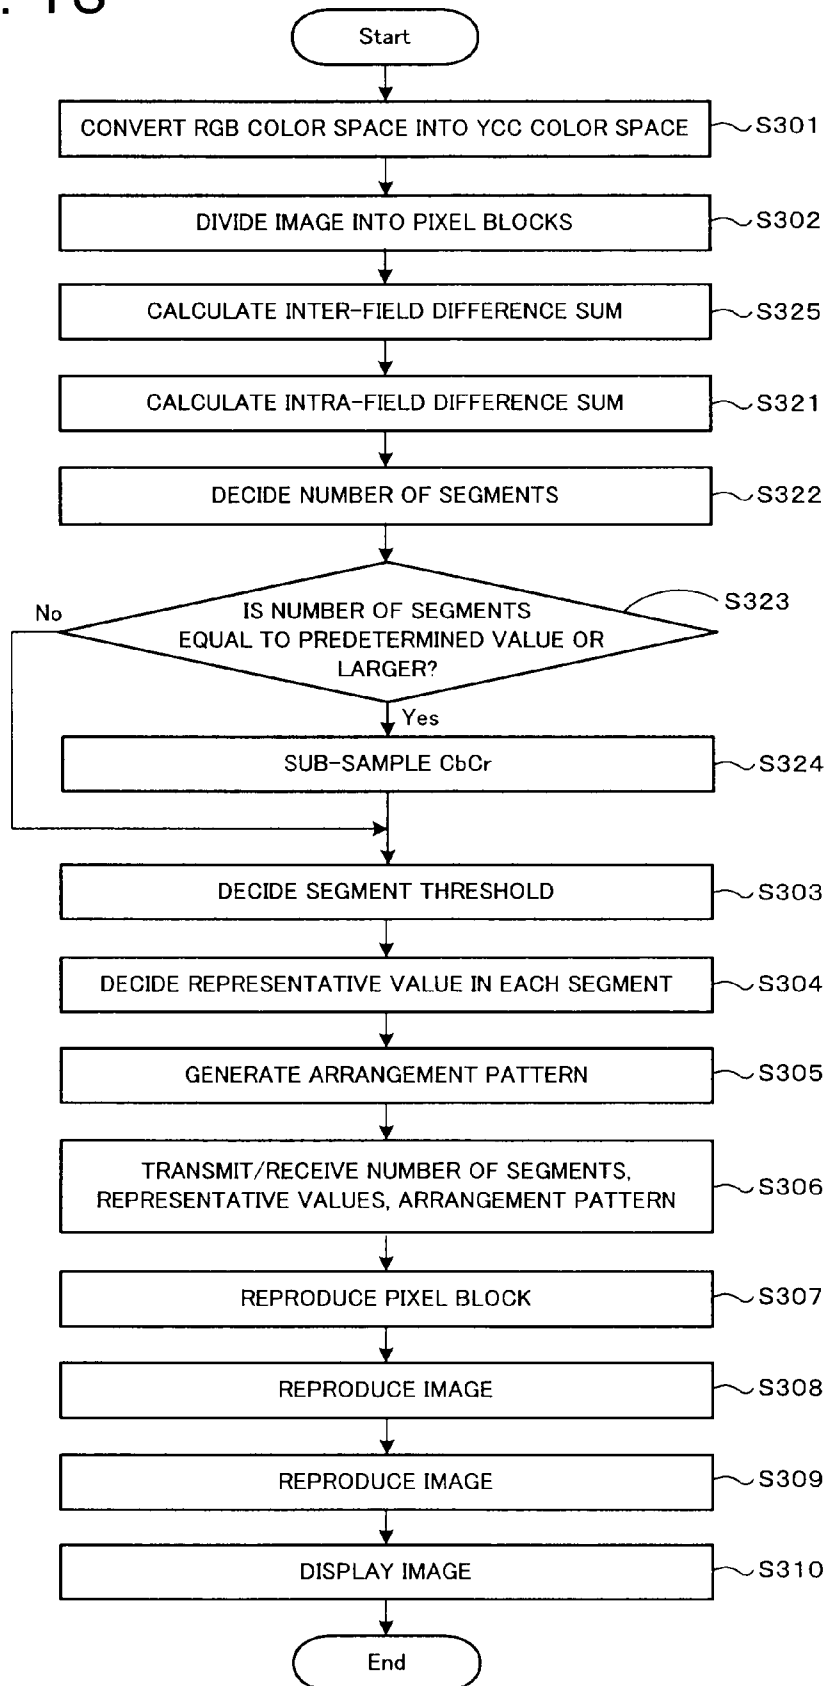 Start
CONVERT RGB COLOR SPACE INTO YCC COLOR SPACE
S301
DIVIDE IMAGE INTO PIXEL BLOCKS
S302
CALCULATE INTER-FIELD DIFFERENCE SUM
S325
CALCULATE INTRA-FIELD DIFFERENCE SUM
S321
DECIDE NUMBER OF SEGMENTS
S322
IS NUMBER OF SEGMENTS
EQUAL TO PREDETERMINED VALUE OR
LARGER?
S323
No
Yes
SUB-SAMPLE CbCr
S324
DECIDE SEGMENT THRESHOLD
S303
DECIDE REPRESENTATIVE VALUE IN EACH SEGMENT
S304
GENERATE ARRANGEMENT PATTERN
S305
TRANSMIT/RECEIVE NUMBER OF SEGMENTS,
REPRESENTATIVE VALUES, ARRANGEMENT PATTERN
S306
REPRODUCE PIXEL BLOCK
S307
REPRODUCE IMAGE
S308
REPRODUCE IMAGE
S309
DISPLAY IMAGE
S310
End